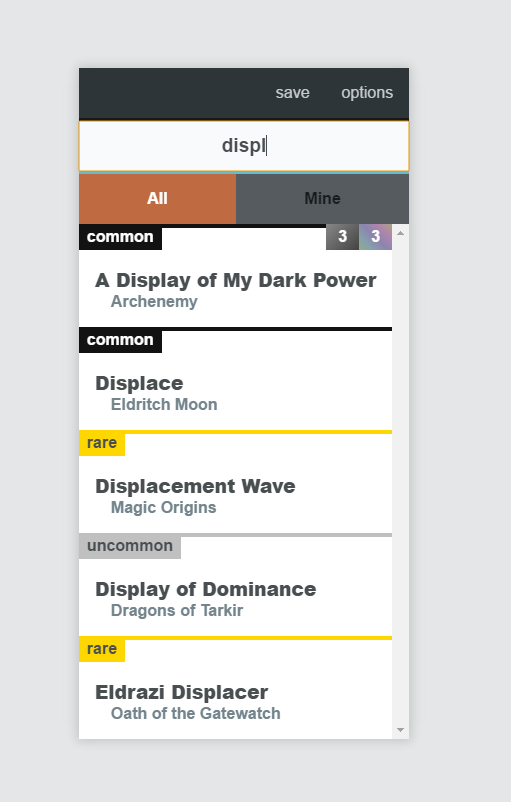 save options
displ
All Mine
common 3 3
A Display of My Dark Power
Archenemy
common
Displace
Eldritch Moon
rare
Displacement Wave
Magic Origins
uncommon
Display of Dominance
Dragons of Tarkir
rare
Eldrazi Displacer
Oath of the Gatewatch